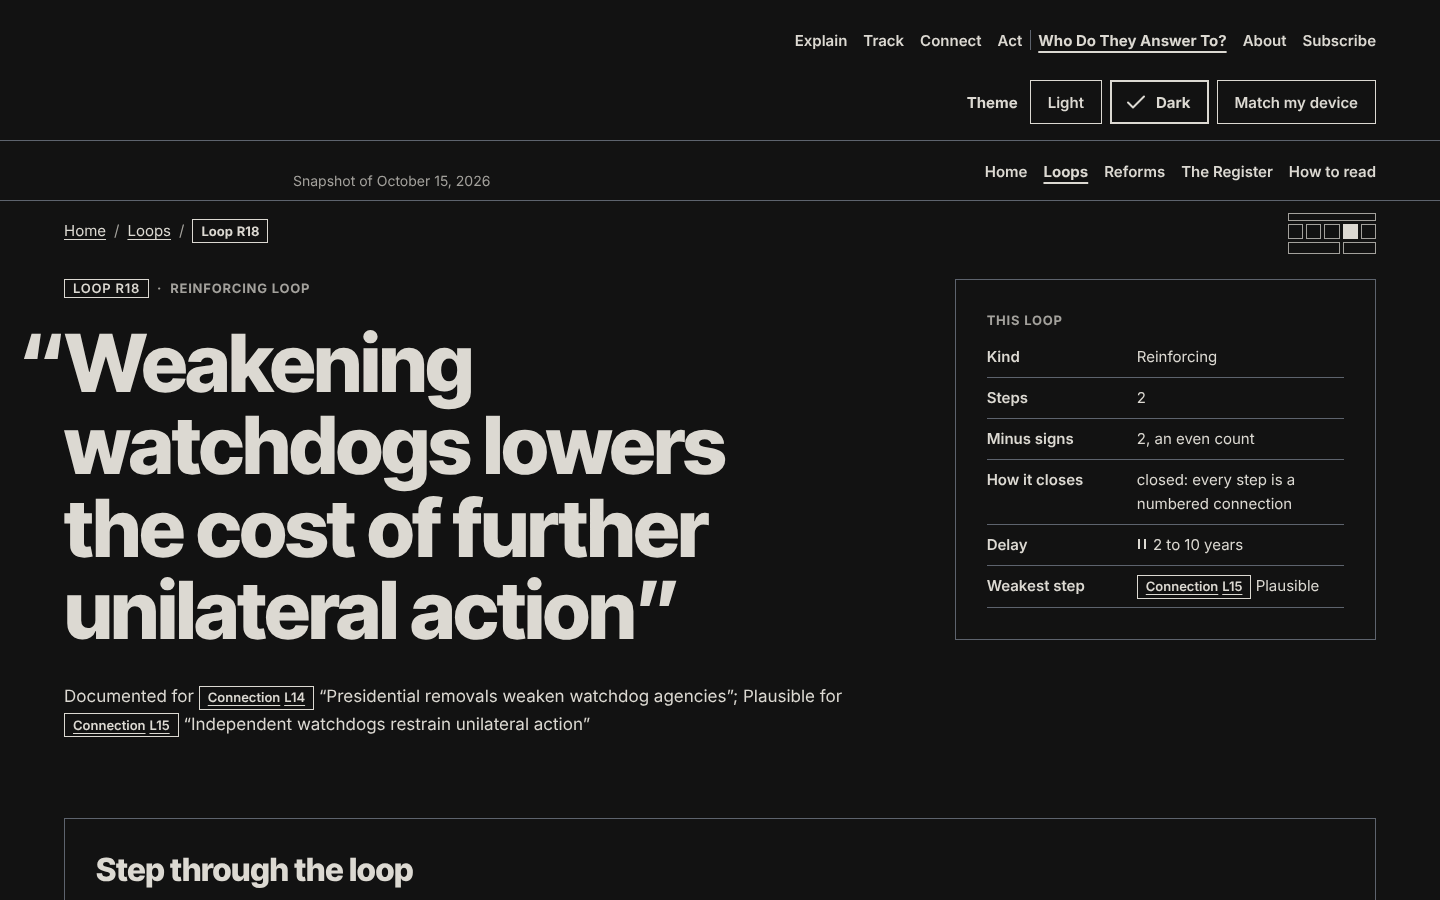 Explain Track Connect Act Who Do They Answer To? About Subscribe
Theme Light Dark Match my device
Snapshot of October 15, 2026
Home Loops Reforms The Register How to read
Home / Loops / Loop R18
LOOP R18 · REINFORCING LOOP
“Weakening
watchdogs lowers
the cost of further
unilateral action”
Documented for Connection L14 “Presidential removals weaken watchdog agencies”; Plausible for
Connection L15 “Independent watchdogs restrain unilateral action”
THIS LOOP
Kind Reinforcing
Steps 2
Minus signs 2, an even count
How it closes closed: every step is a
numbered connection
Delay 2 to 10 years
Weakest step Connection L15 Plausible
Step through the loop